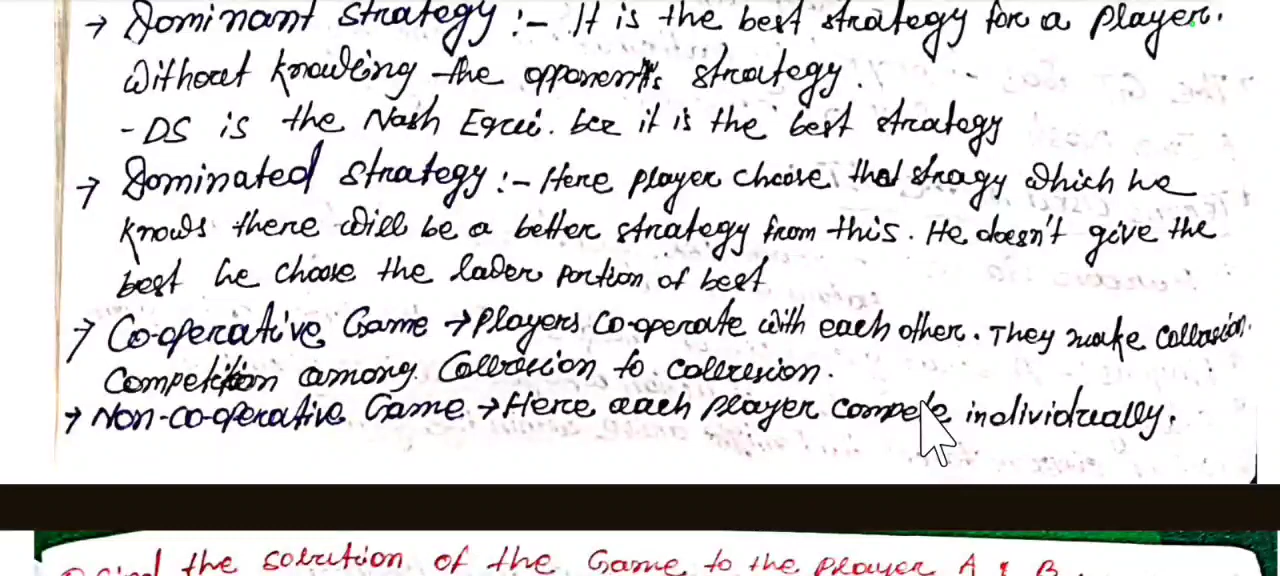 → Dominant strategy :- It is the best strategy for a player.
without knowing the opponent's strategy.
- DS is the Nash Equi. bcz it is the best strategy
→ Dominated strategy :- Here player choose that stragy which he
knows there will be a better strategy from this. He doesn't give the
best he choose the lader portion of best
→ Co-operative Game → Players co-operate with each other. They make collusion.
Competition among collusion to collusion.
→ Non-co-operative Game → Here each player compete individually.
Find the solution of the Game to the player A & B.